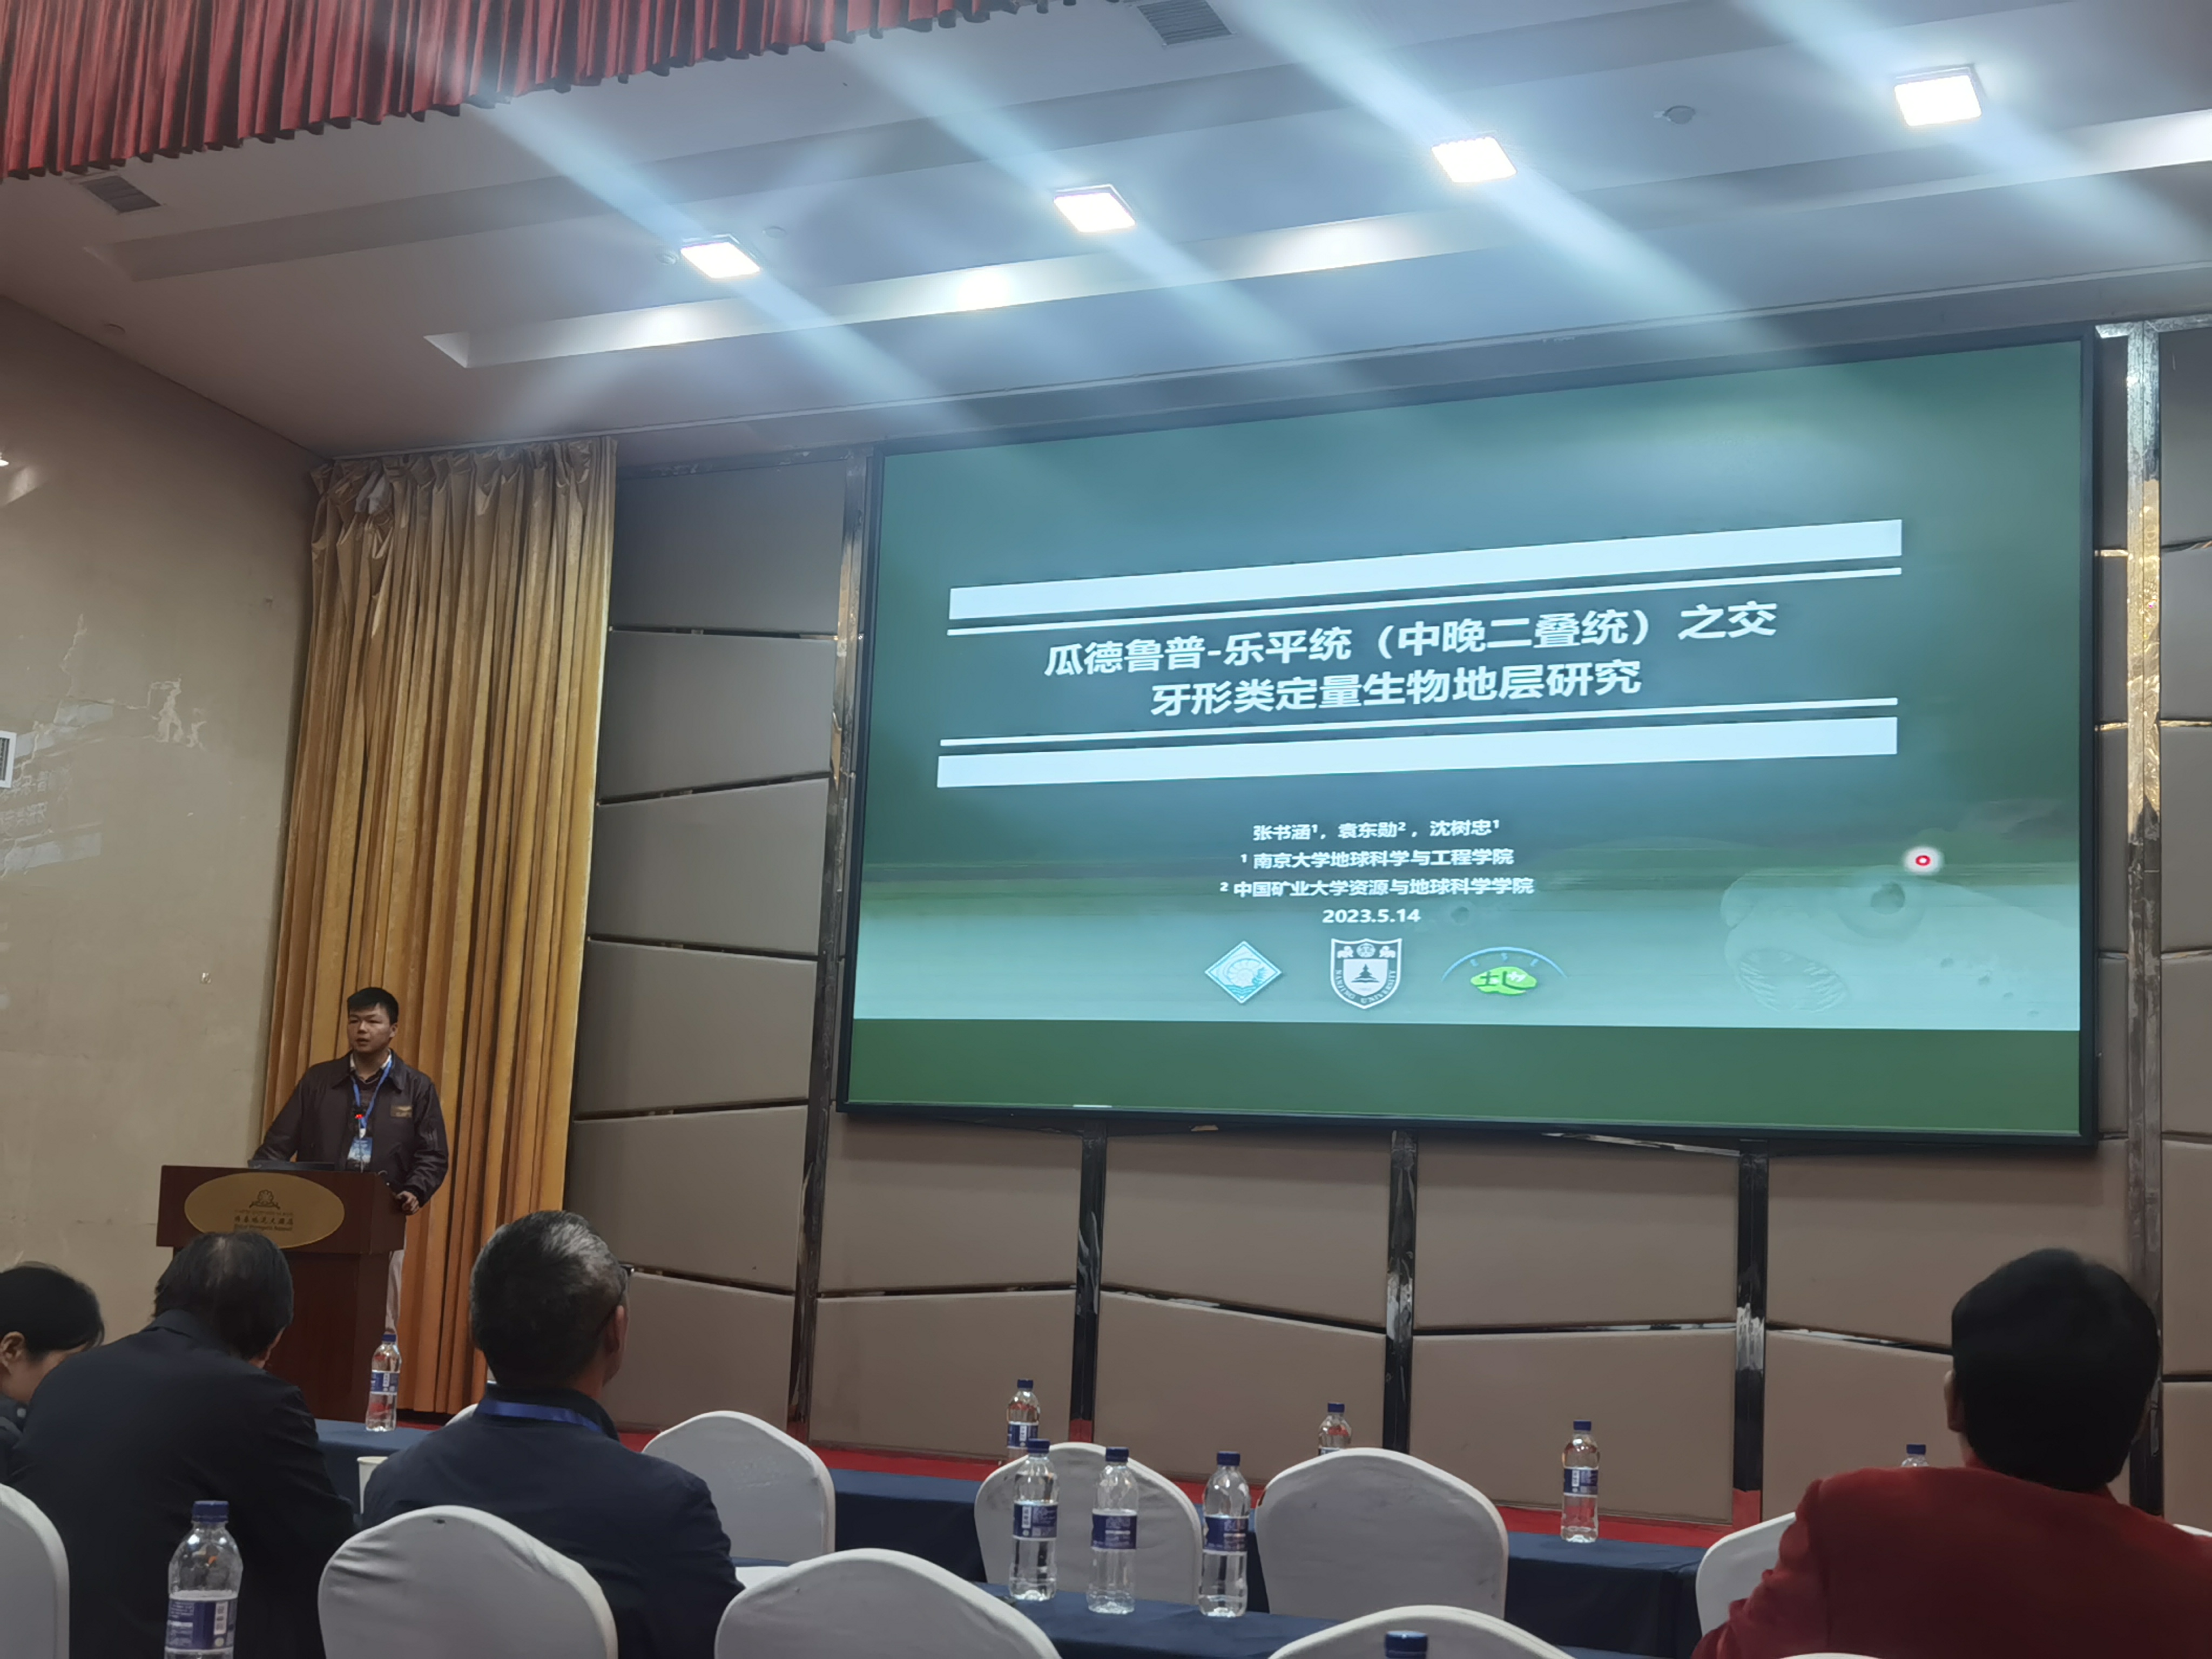 瓜德鲁普-乐平统（中晚二叠统）之交
牙形类定量生物地层研究
张书涵¹，袁东勋²，沈树忠¹
¹ 南京大学地球科学与工程学院
² 中国矿业大学资源与地球科学学院
2023.5.14
NANJING UNIVERSITY